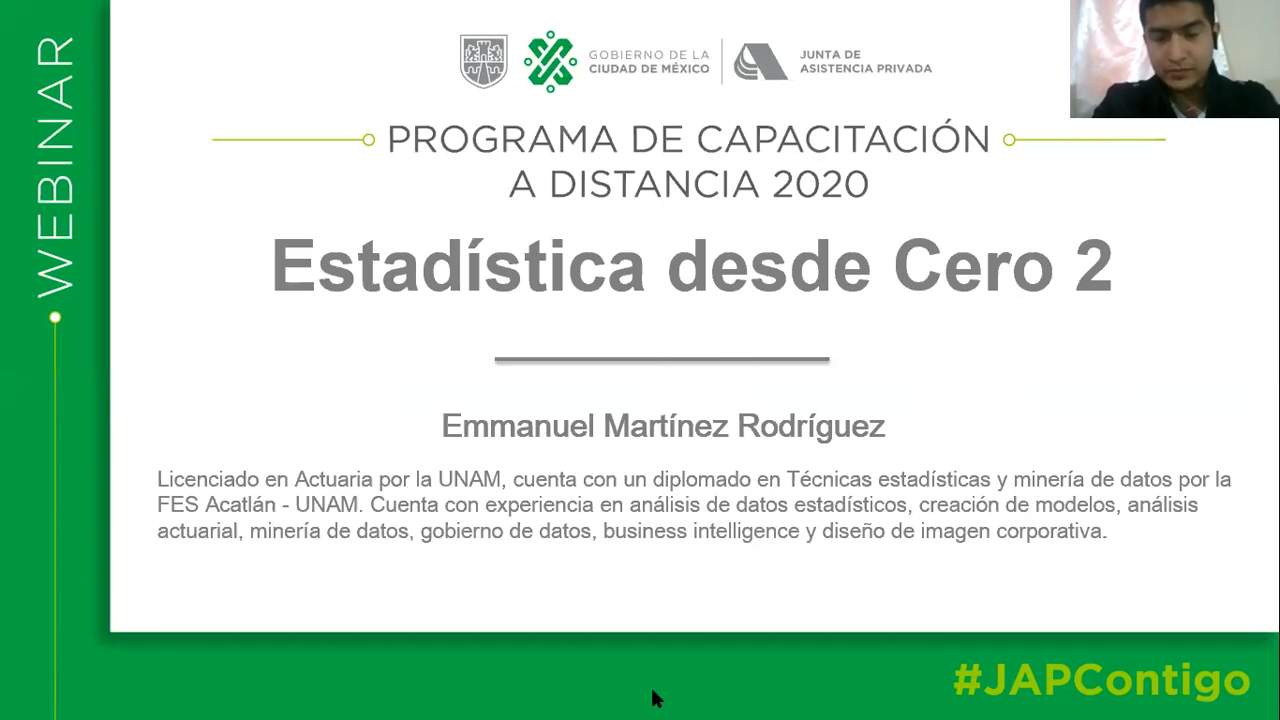 WEBINAR
GOBIERNO DE LA
CIUDAD DE MÉXICO
JUNTA DE
ASISTENCIA PRIVADA
PROGRAMA DE CAPACITACIÓN
A DISTANCIA 2020
Estadística desde Cero 2
Emmanuel Martínez Rodríguez
Licenciado en Actuaria por la UNAM, cuenta con un diplomado en Técnicas estadísticas y minería de datos por la
FES Acatlán - UNAM. Cuenta con experiencia en análisis de datos estadísticos, creación de modelos, análisis
actuarial, minería de datos, gobierno de datos, business intelligence y diseño de imagen corporativa.
#JAPContigo